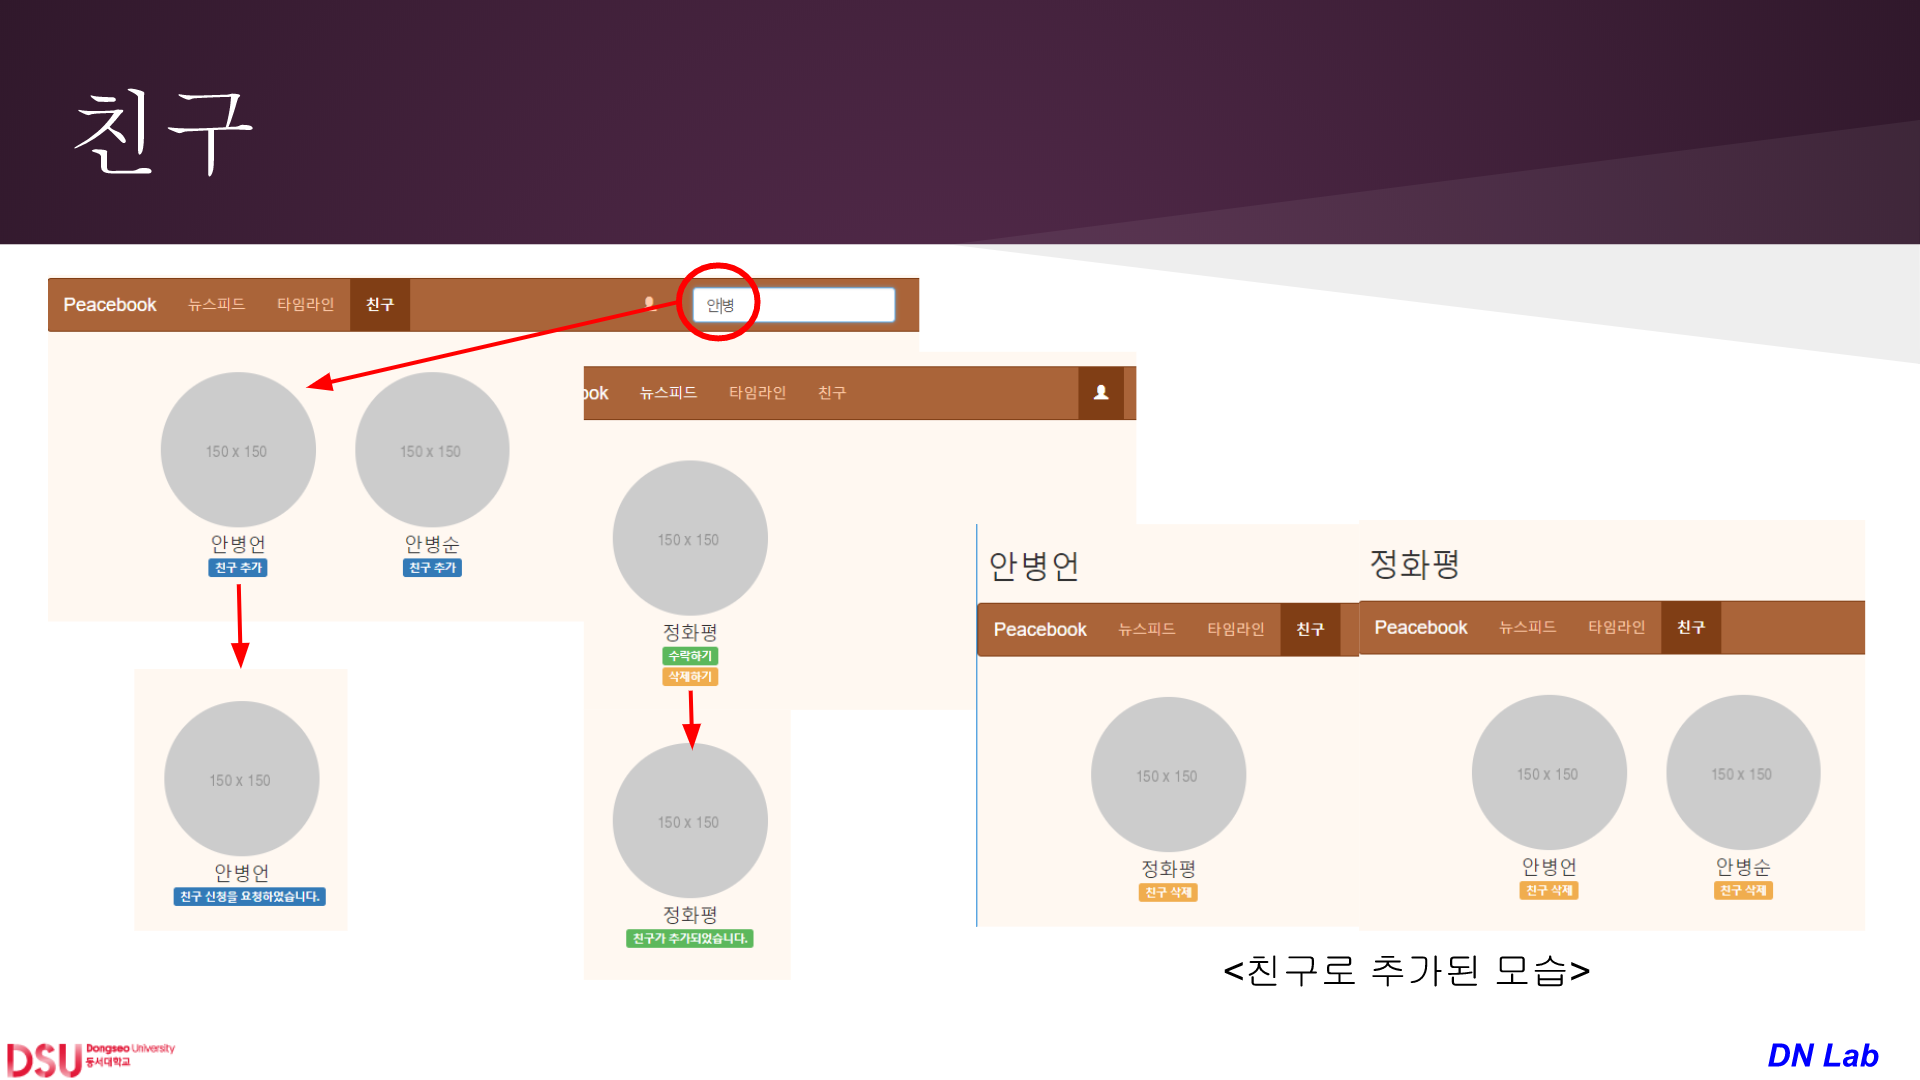 친구
Peacebook 뉴스피드 타임라인 친구 안병
150 x 150 150 x 150
안병언 안병순
친구 추가 친구 추가
150 x 150
안병언
친구 신청을 요청하였습니다.
ook 뉴스피드 타임라인 친구
150 x 150
정화평
수락하기
삭제하기
150 x 150
정화평
친구가 추가되었습니다.
안병언
Peacebook 뉴스피드 타임라인 친구
150 x 150
정화평
친구 삭제
정화평
Peacebook 뉴스피드 타임라인 친구
150 x 150 150 x 150
안병언 안병순
친구 삭제 친구 삭제
<친구로 추가된 모습>
DSU Dongseo University
동서대학교
DN Lab